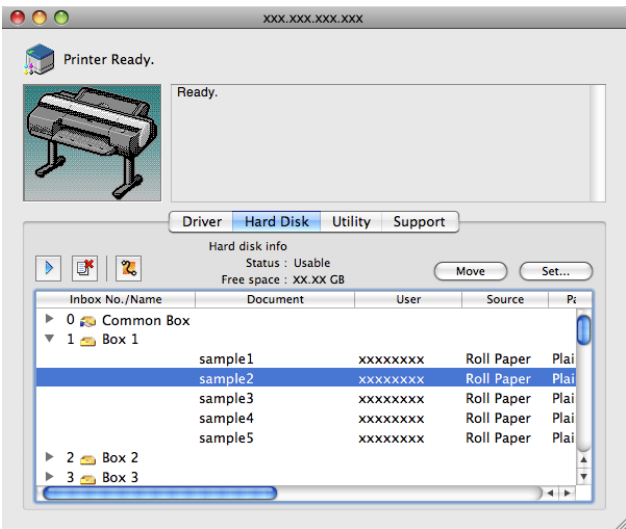 xxx.xxx.xxx.xxx
Printer Ready.
Ready.
Driver Hard Disk Utility Support
Hard disk info
Status : Usable
Free space : XX.XX GB
Move Set...
Inbox No./Name Document User Source Pa
0 Common Box
1 Box 1
sample1 xxxxxxxx Roll Paper Plai
sample2 xxxxxxxx Roll Paper Plai
sample3 xxxxxxxx Roll Paper Plai
sample4 xxxxxxxx Roll Paper Plai
sample5 xxxxxxxx Roll Paper Plai
2 Box 2
3 Box 3